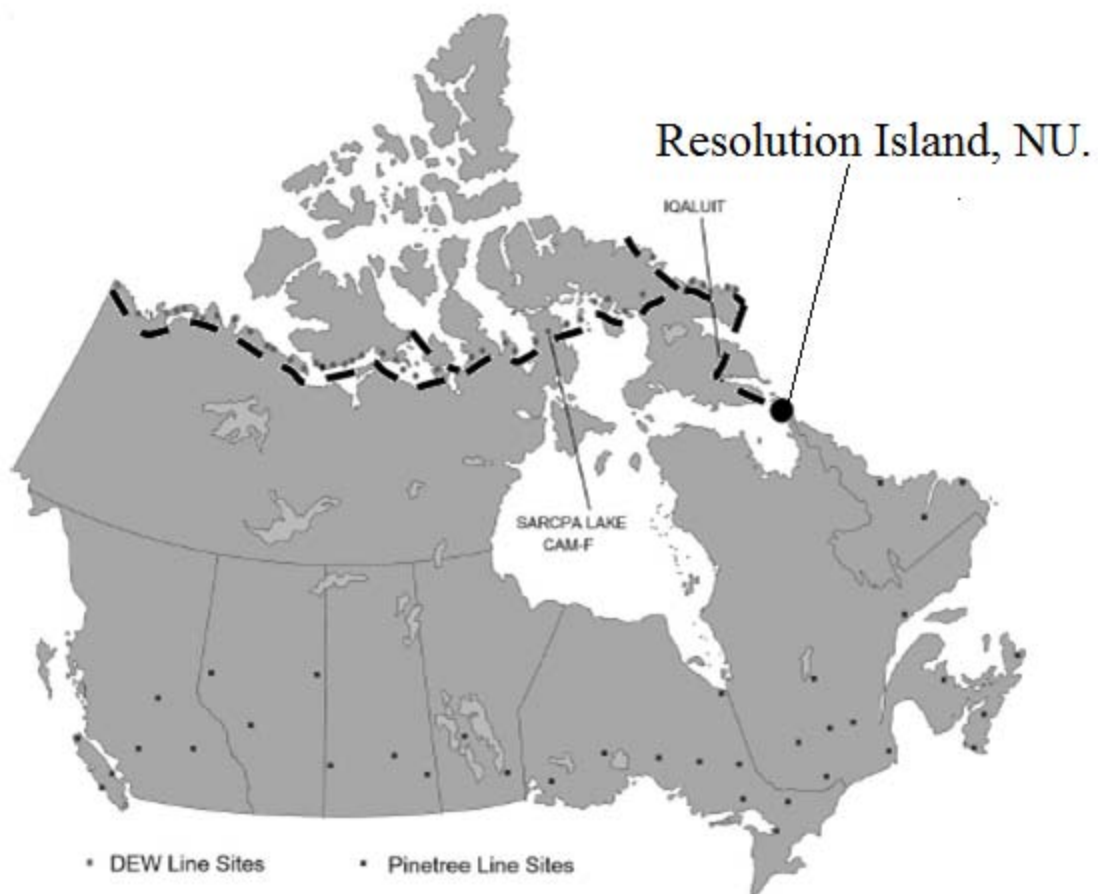 Resolution Island, NU.
IQALUIT
SARCPA LAKE
CAM-F
DEW Line Sites
Pinetree Line Sites